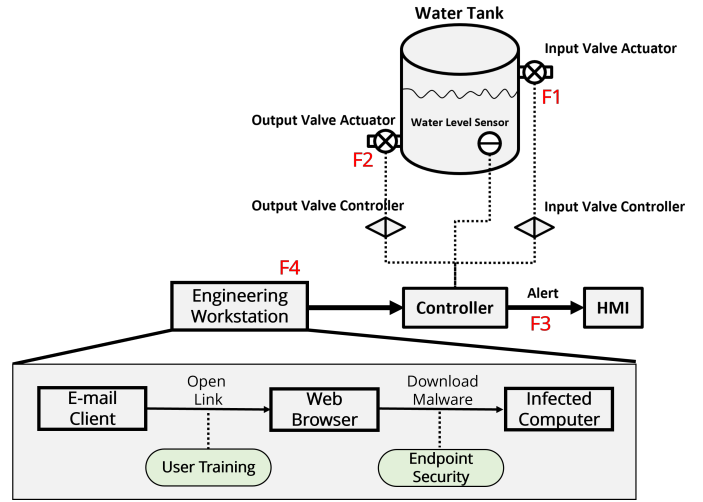 Water Tank
Input Valve Actuator
F1
Output Valve Actuator
Water Level Sensor
F2
Output Valve Controller
Input Valve Controller
F4
Engineering
Workstation
Controller
Alert
F3
HMI
E-mail
Client
Open
Link
Web
Browser
Download
Malware
Infected
Computer
User Training
Endpoint
Security